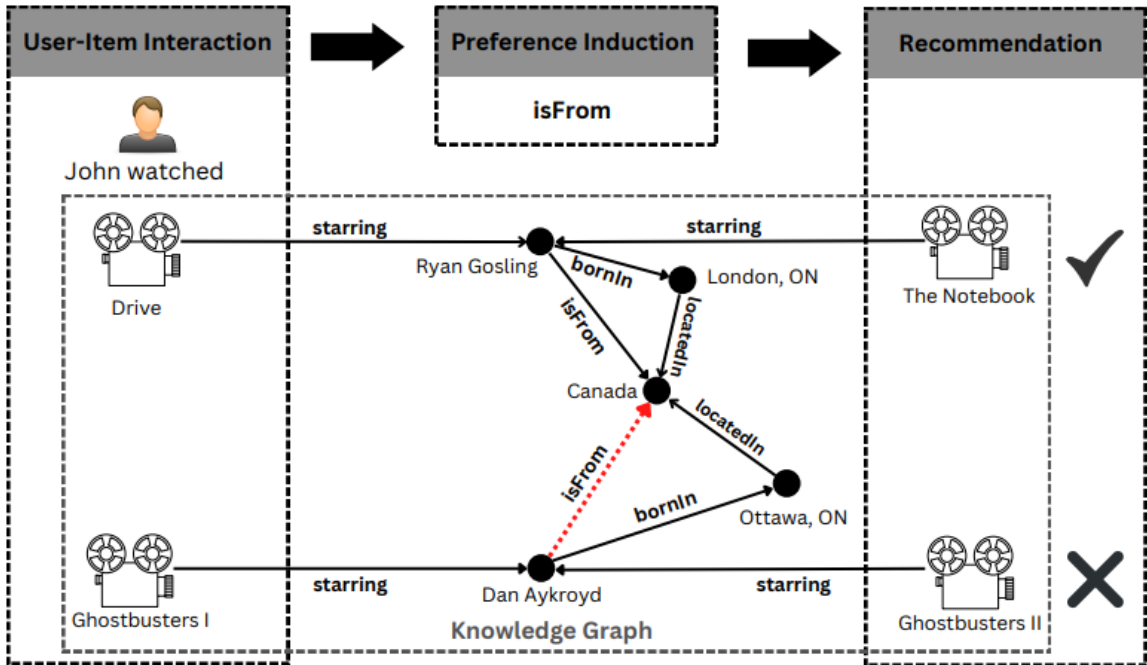 User-Item Interaction
Preference Induction
Recommendation
isFrom
John watched
starring
starring
Drive
Ryan Gosling
bornIn
London, ON
The Notebook
isFrom
locatedIn
Canada
locatedIn
isFrom
bornIn
Ottawa, ON
Ghostbusters I
starring
Dan Aykroyd
starring
Ghostbusters II
Knowledge Graph